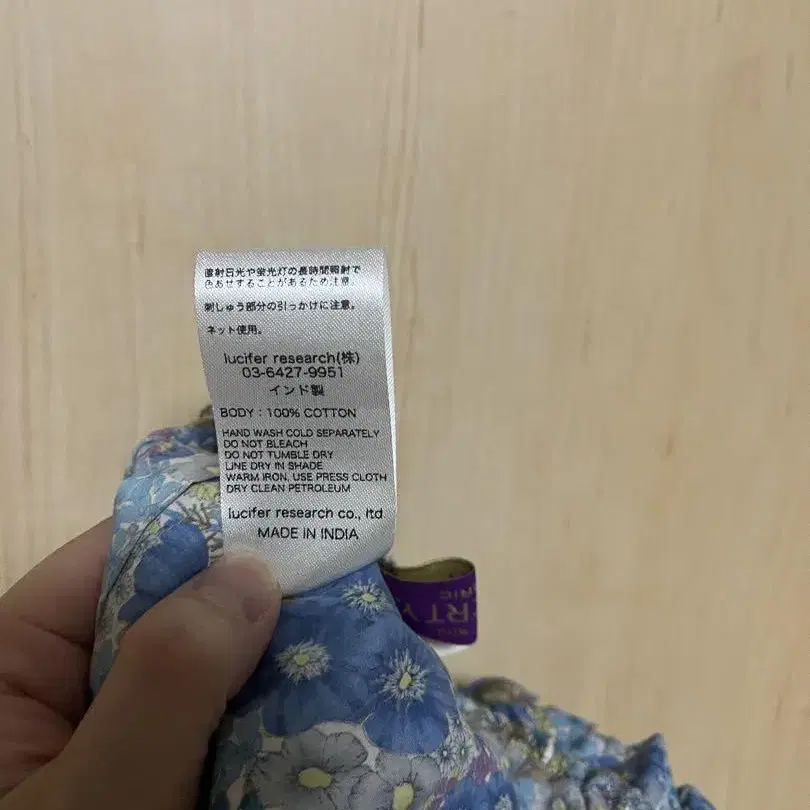 直射日光や蛍光灯の長時間照射で
色あせすることがあるため注意。
刺しゅう部分の引っかけに注意。
ネット使用。
lucifer research(株)
03-6427-9951
インド製
BODY : 100% COTTON
HAND WASH COLD SEPARATELY
DO NOT BLEACH
DO NOT TUMBLE DRY
LINE DRY IN SHADE
WARM IRON, USE PRESS CLOTH
DRY CLEAN PETROLEUM
lucifer research co., ltd.
MADE IN INDIA